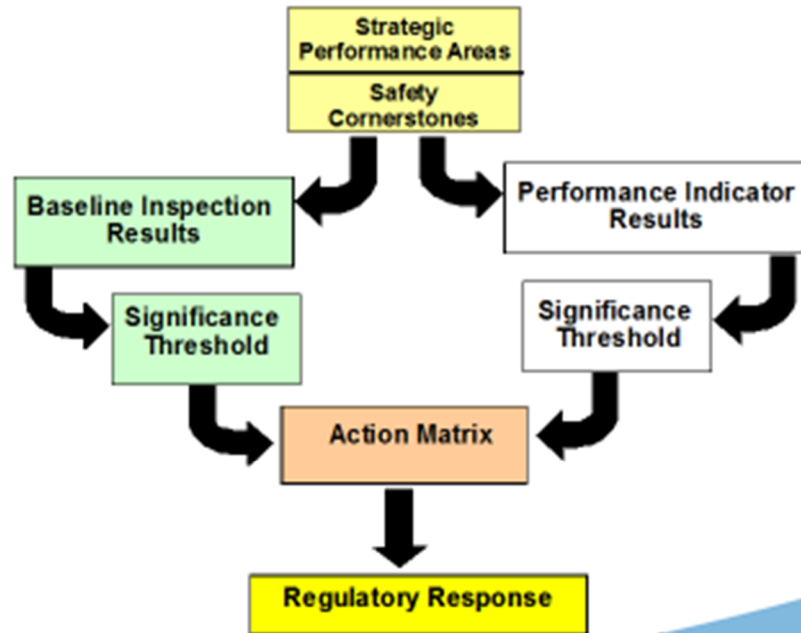 Strategic
Performance Areas
Safety
Cornerstones
Baseline Inspection
Results
Performance Indicator
Results
Significance
Threshold
Significance
Threshold
Action Matrix
Regulatory Response